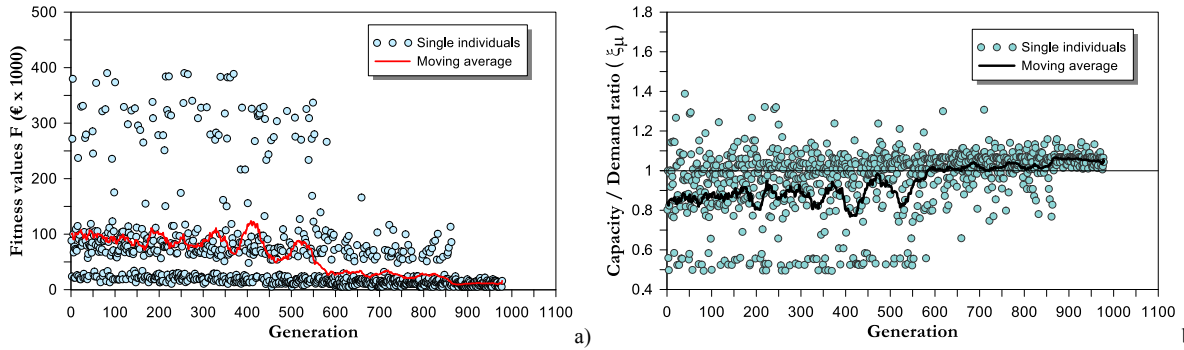 500
400
300
200
100
0
Fitness values F (€ x 1000)
Single individuals
Moving average
0 100 200 300 400 500 600 700 800 900 1000 1100
Generation
a)
1.8
1.6
1.4
1.2
1
0.8
0.6
0.4
Capacity / Demand ratio ( ξμ )
Single individuals
Moving average
0 100 200 300 400 500 600 700 800 900 1000 1100
Generation
b